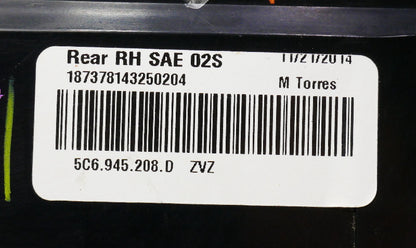 Rear RH SAE 02S 11/21/2014
187378143250204 M Torres
5C6.945.208.D ZVZ